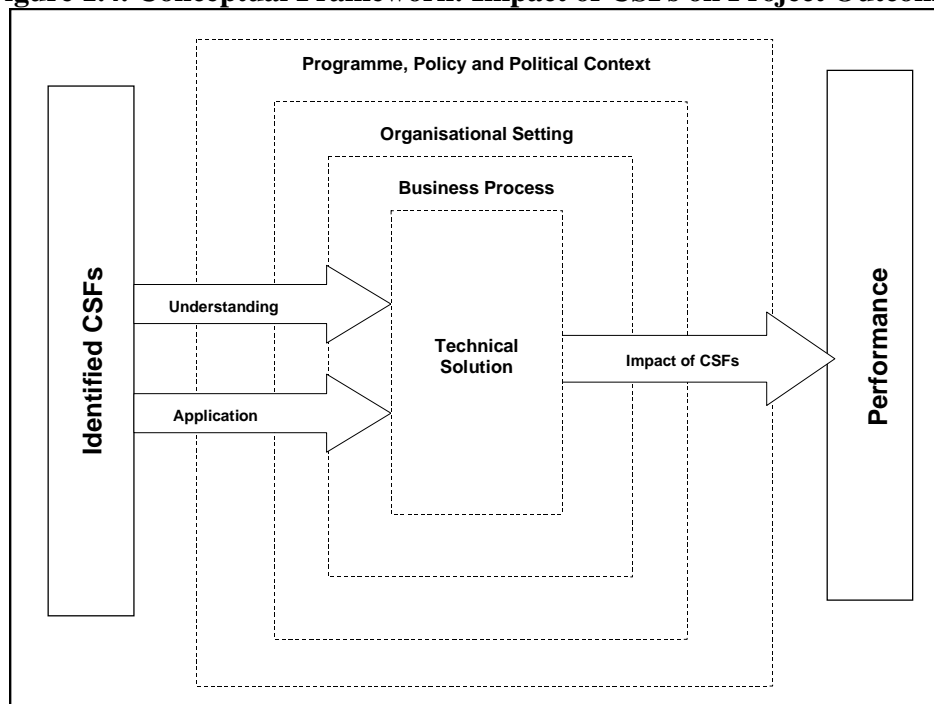 Conceptual Framework: Impact of CSFs on Project
Programme, Policy and Political Context
Organisational Setting
Business Process
Identified CSFs
Understanding
Application
Technical
Solution
Impact of CSFs
Performance